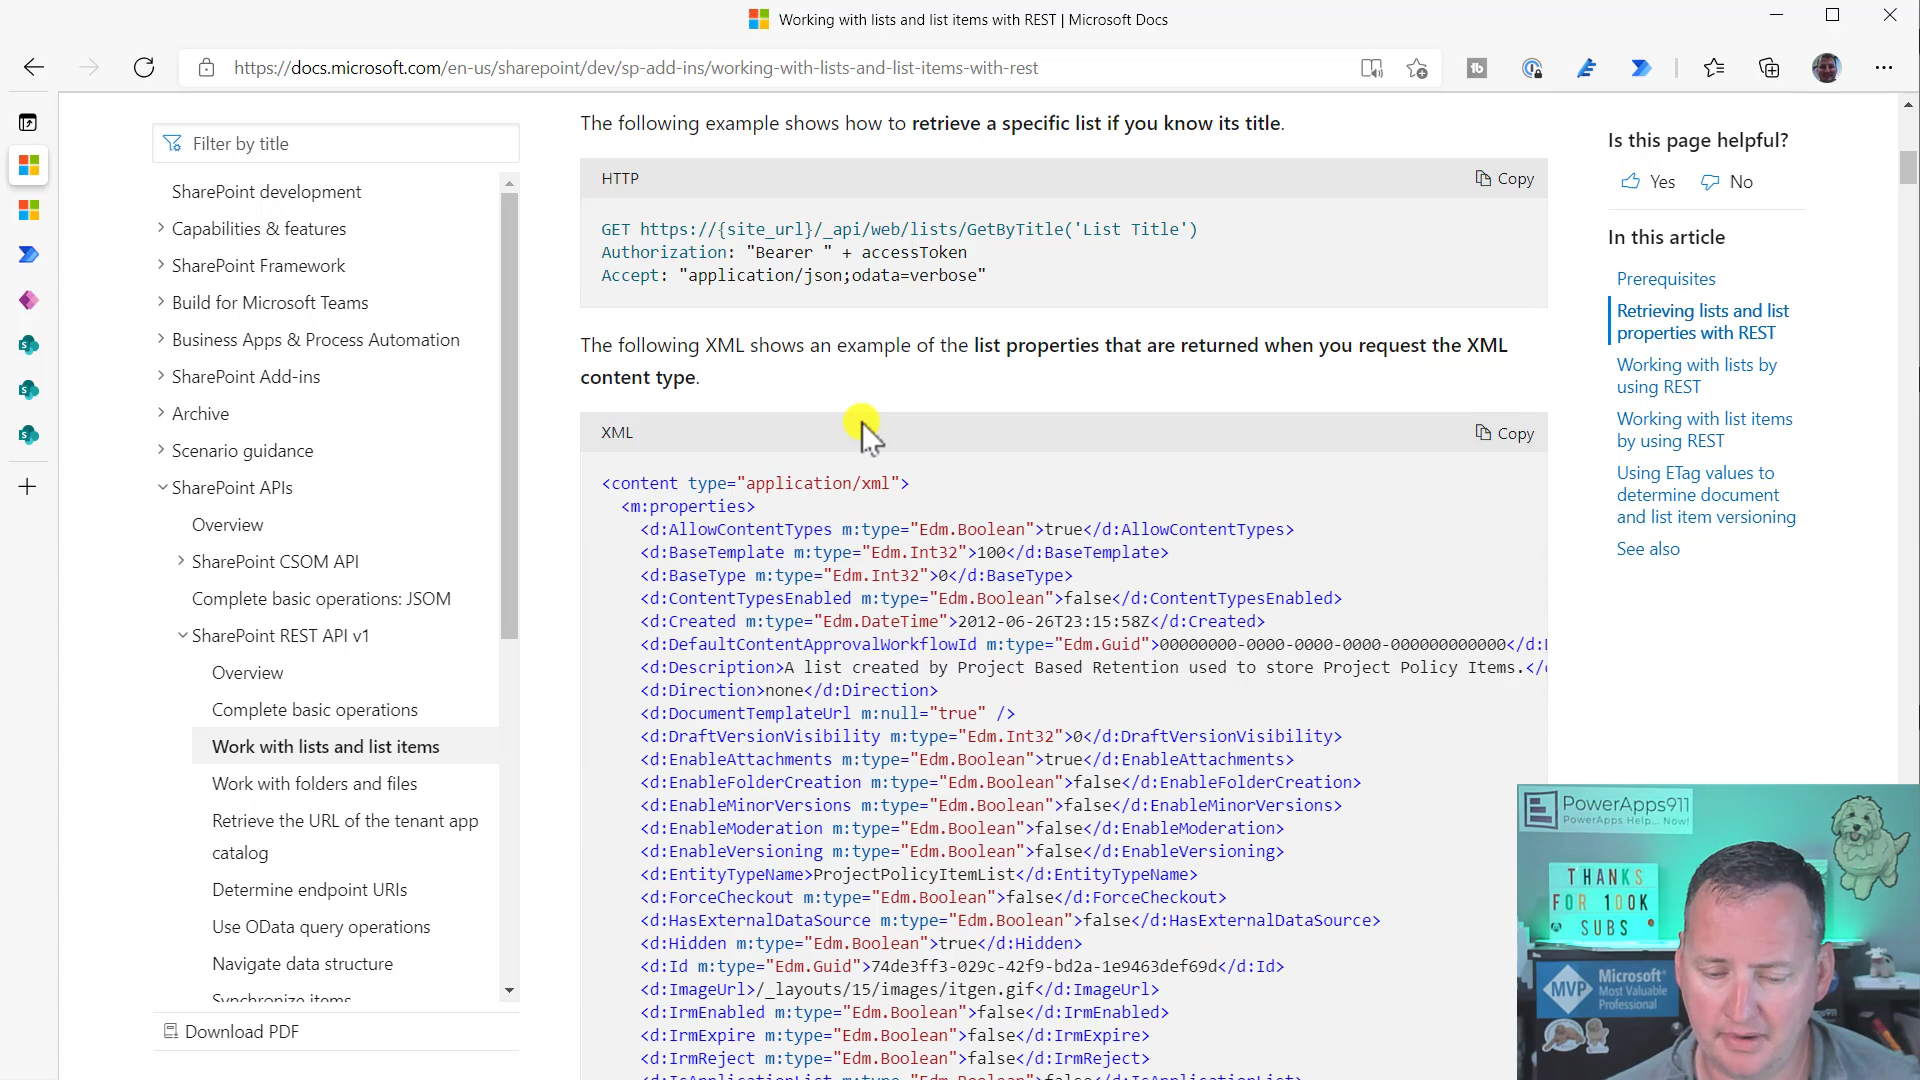 Working with lists and list items with REST | Microsoft Docs
https://docs.microsoft.com/en-us/sharepoint/dev/sp-add-ins/working-with-lists-and-list-items-with-rest
Filter by title
SharePoint development
Capabilities & features
SharePoint Framework
Build for Microsoft Teams
Business Apps & Process Automation
SharePoint Add-ins
Archive
Scenario guidance
SharePoint APIs
Overview
SharePoint CSOM API
Complete basic operations: JSOM
SharePoint REST API v1
Overview
Complete basic operations
Work with lists and list items
Work with folders and files
Retrieve the URL of the tenant app
catalog
Determine endpoint URIs
Use OData query operations
Navigate data structure
Synchronize items
Download PDF
The following example shows how to retrieve a specific list if you know its title.
HTTP
Copy
GET https://{site_url}/_api/web/lists/GetByTitle('List Title')
Authorization: "Bearer " + accessToken
Accept: "application/json;odata=verbose"
The following XML shows an example of the list properties that are returned when you request the XML
content type.
XML
Copy
<content type="application/xml">
<m:properties>
<d:AllowContentTypes m:type="Edm.Boolean">true</d:AllowContentTypes>
<d:BaseTemplate m:type="Edm.Int32">100</d:BaseTemplate>
<d:BaseType m:type="Edm.Int32">0</d:BaseType>
<d:ContentTypesEnabled m:type="Edm.Boolean">false</d:ContentTypesEnabled>
<d:Created m:type="Edm.DateTime">2012-06-26T23:15:58Z</d:Created>
<d:DefaultContentApprovalWorkflowId m:type="Edm.Guid">00000000-0000-0000-0000-000000000000</d:
<d:Description>A list created by Project Based Retention used to store Project Policy Items.</
<d:Direction>none</d:Direction>
<d:DocumentTemplateUrl m:null="true" />
<d:DraftVersionVisibility m:type="Edm.Int32">0</d:DraftVersionVisibility>
<d:EnableAttachments m:type="Edm.Boolean">true</d:EnableAttachments>
<d:EnableFolderCreation m:type="Edm.Boolean">false</d:EnableFolderCreation>
<d:EnableMinorVersions m:type="Edm.Boolean">false</d:EnableMinorVersions>
<d:EnableModeration m:type="Edm.Boolean">false</d:EnableModeration>
<d:EnableVersioning m:type="Edm.Boolean">false</d:EnableVersioning>
<d:EntityTypeName>ProjectPolicyItemList</d:EntityTypeName>
<d:ForceCheckout m:type="Edm.Boolean">false</d:ForceCheckout>
<d:HasExternalDataSource m:type="Edm.Boolean">false</d:HasExternalDataSource>
<d:Hidden m:type="Edm.Boolean">true</d:Hidden>
<d:Id m:type="Edm.Guid">74de3ff3-029c-42f9-bd2a-1e9463def69d</d:Id>
<d:ImageUrl>/_layouts/15/images/itgen.gif</d:ImageUrl>
<d:IrmEnabled m:type="Edm.Boolean">false</d:IrmEnabled>
<d:IrmExpire m:type="Edm.Boolean">false</d:IrmExpire>
<d:IrmReject m:type="Edm.Boolean">false</d:IrmReject>
<d:IsApplicationList m:type="Edm.Boolean">false</d:IsApplicationList>
Is this page helpful?
Yes
No
In this article
Prerequisites
Retrieving lists and list
properties with REST
Working with lists by
using REST
Working with list items
by using REST
Using ETag values to
determine document
and list item versioning
See also
PowerApps911
PowerApps Help... Now!
THANKS
FOR 100K
SUBS
MVP
Microsoft
Most Valuable
Professional